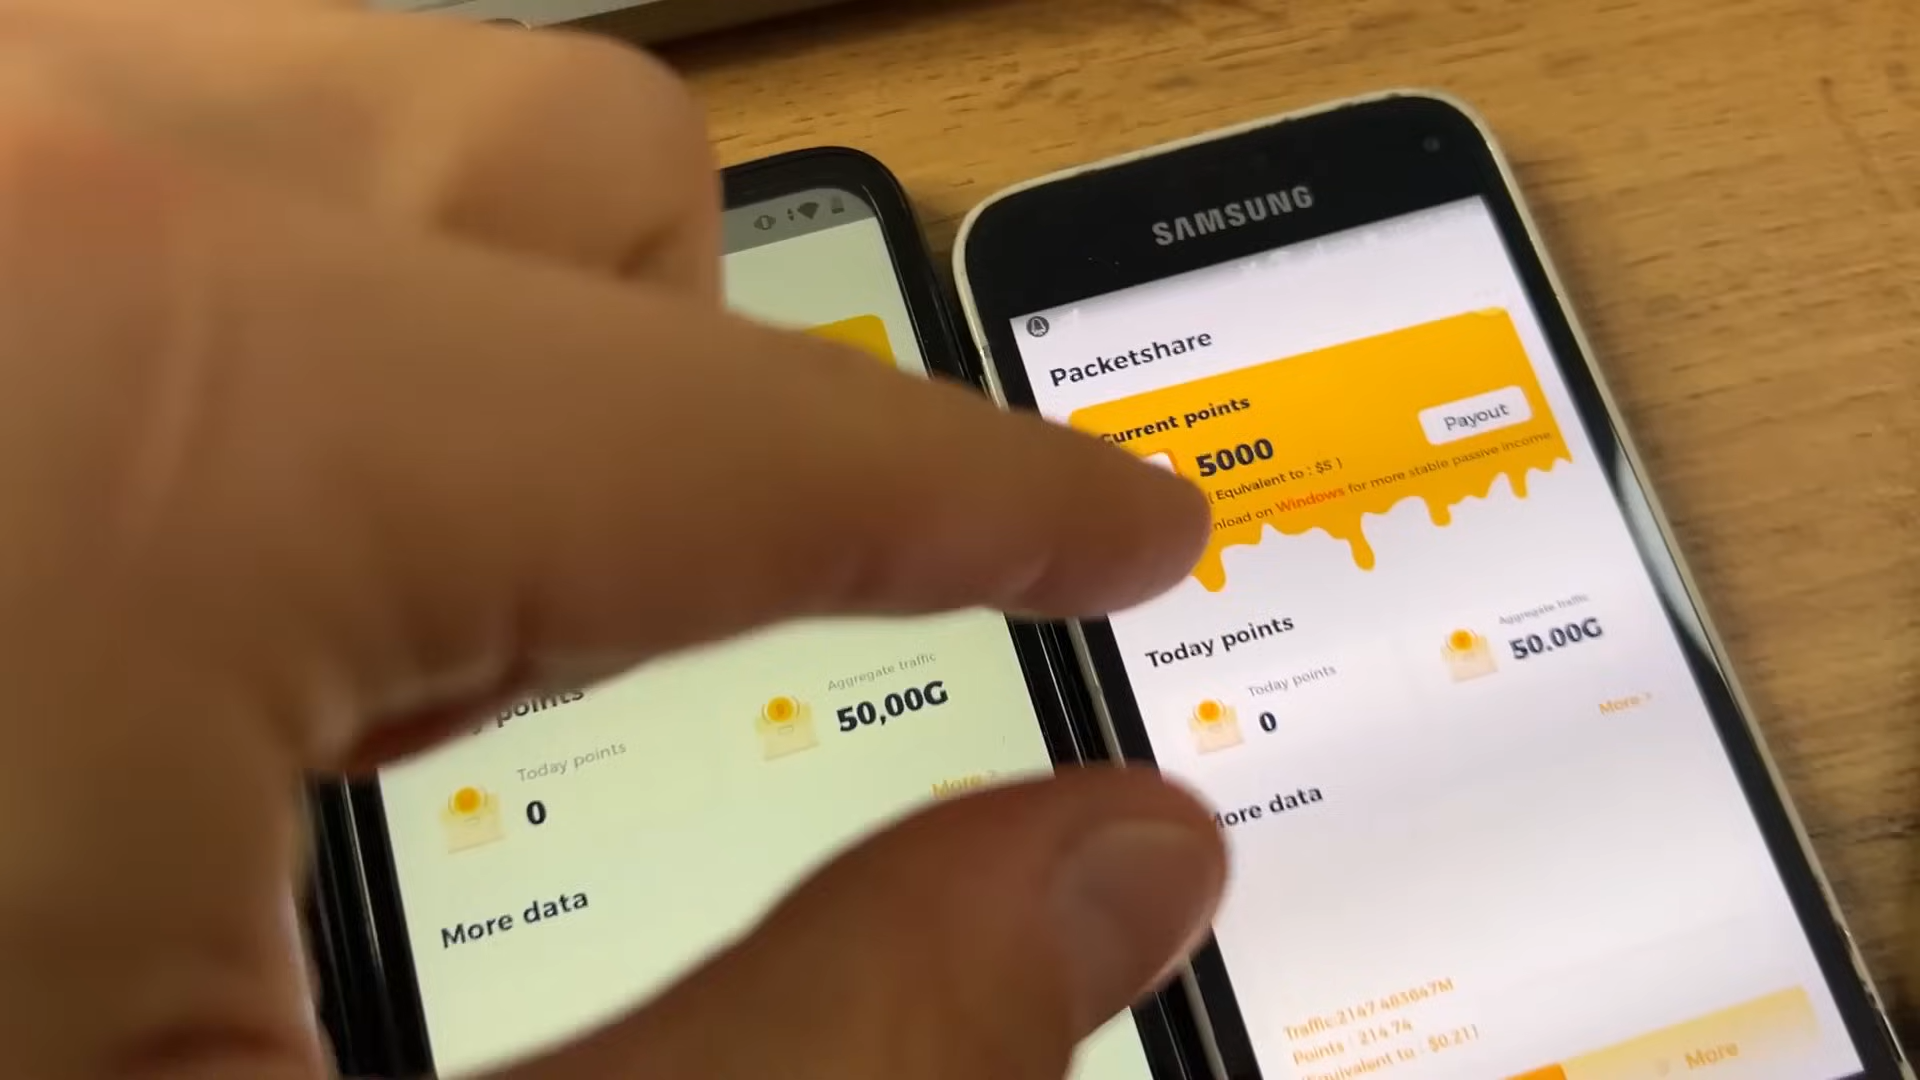 SAMSUNG
Packetshare
Current points
5000
Payout
( Equivalent to : $5 )
on Windows for more stable passive income.
Today points
Today points
0
Aggregate traffic
50.00G
More >
More data
Traffic:2147.483647M
Points : 214.74
(Equivalent to : $0.21)
More
points
Today points
0
Aggregate traffic
50,00G
More >
More data